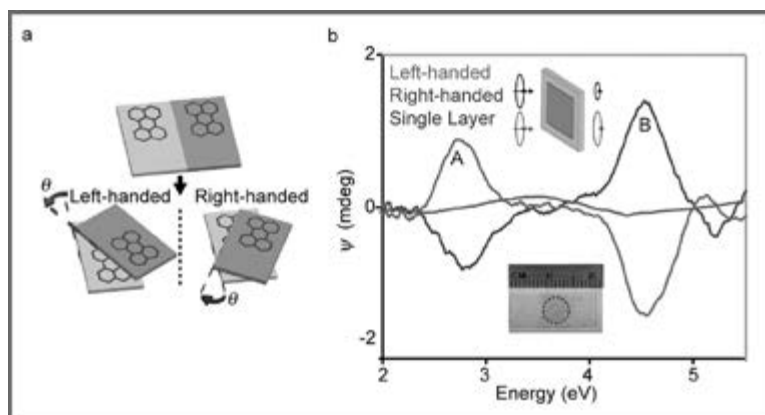 a
θ
Left-handed
Right-handed
θ
b
2
Left-handed
Right-handed
Single Layer
A
B
ψ (mdeg)
0
-2
2
3
4
5
Energy (eV)